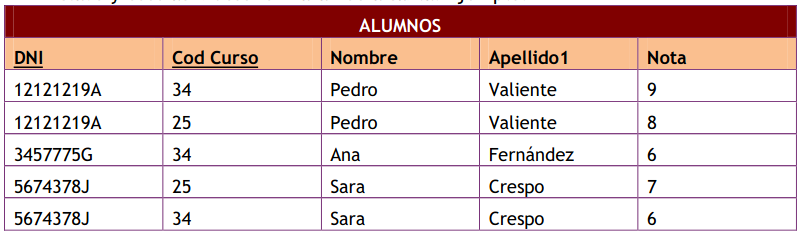 ALUMNOS
DNI Cod Curso Nombre Apellido1 Nota
12121219A 34 Pedro Valiente 9
12121219A 25 Pedro Valiente 8
3457775G 34 Ana Fernández 6
5674378J 25 Sara Crespo 7
5674378J 34 Sara Crespo 6